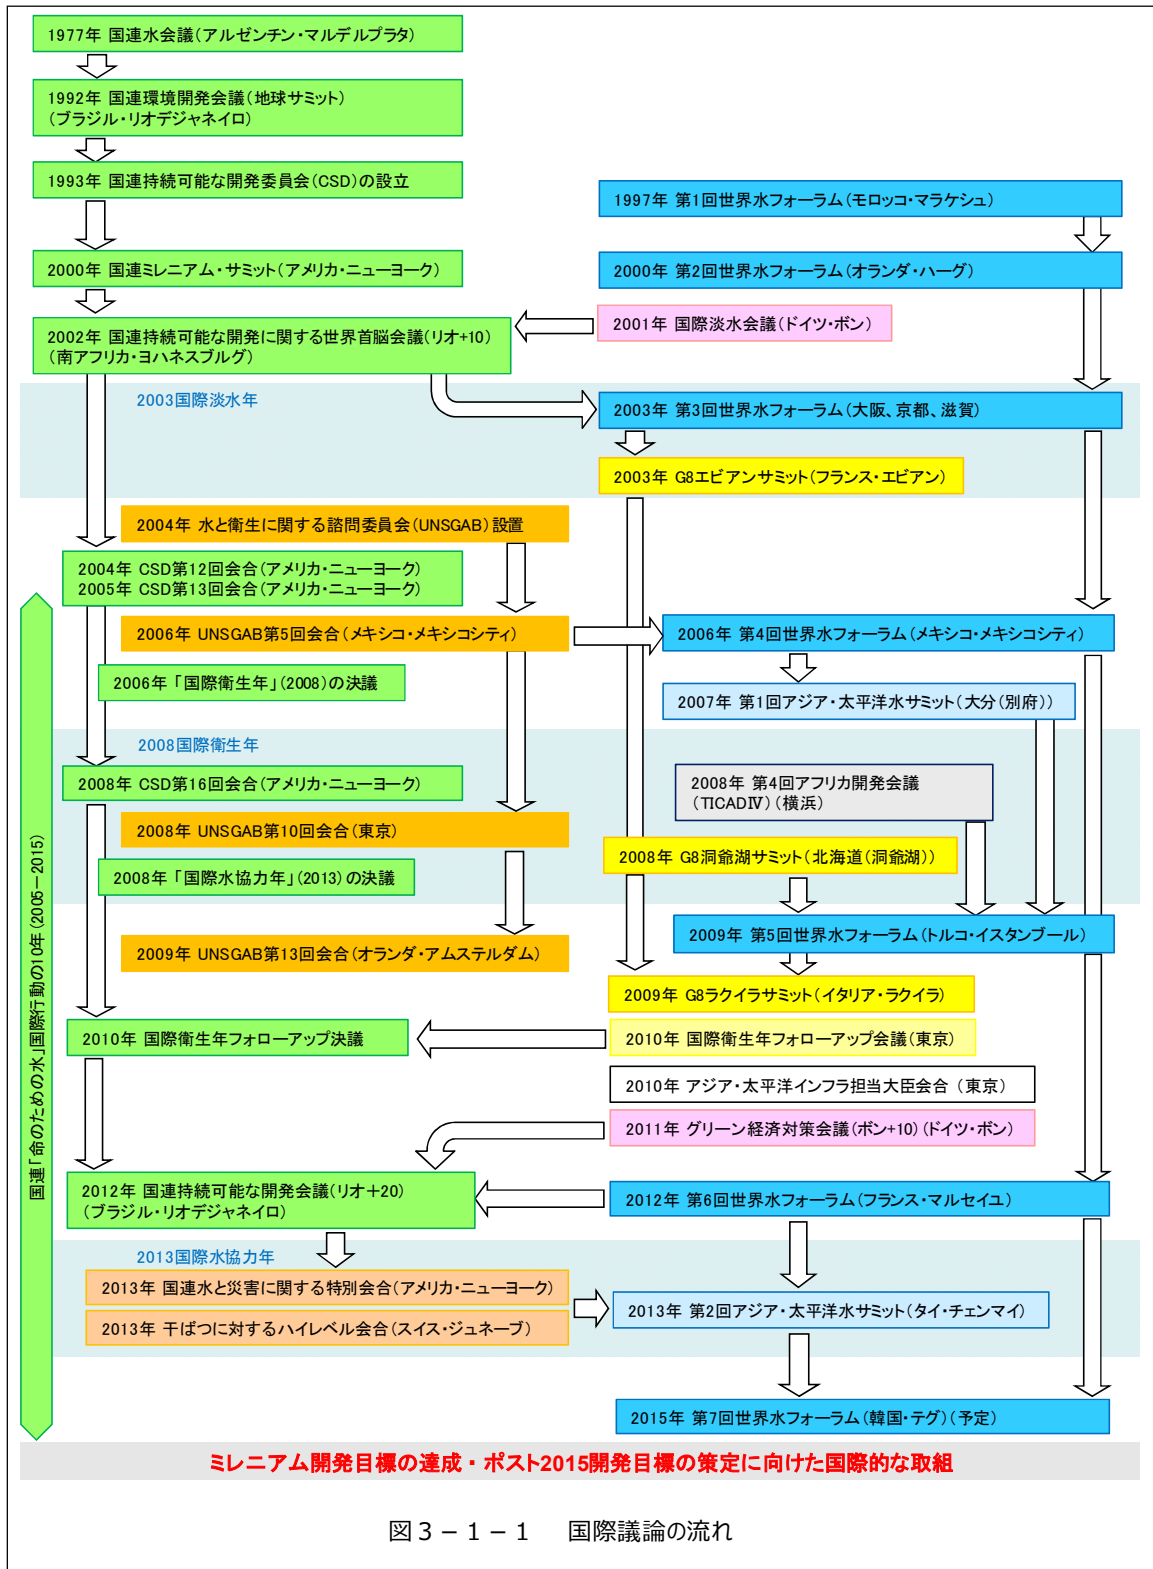 1977年 国連水会議(アルゼンチン・マルデルプラタ)
1992年 国連環境開発会議(地球サミット)
(ブラジル・リオデジャネイロ)
1993年 国連持続可能な開発委員会(CSD)の設立
1997年 第1回世界水フォーラム(モロッコ・マラケシュ)
2000年 国連ミレニアム・サミット(アメリカ・ニューヨーク)
2000年 第2回世界水フォーラム(オランダ・ハーグ)
2001年 国際淡水会議(ドイツ・ボン)
2002年 国連持続可能な開発に関する世界首脳会議(リオ+10)
(南アフリカ・ヨハネスブルグ)
2003国際淡水年
2003年 第3回世界水フォーラム(大阪、京都、滋賀)
2003年 G8エビアンサミット(フランス・エビアン)
2004年 水と衛生に関する諮問委員会(UNSGAB)設置
2004年 CSD第12回会合(アメリカ・ニューヨーク)
2005年 CSD第13回会合(アメリカ・ニューヨーク)
2006年 UNSGAB第5回会合(メキシコ・メキシコシティ)
2006年 第4回世界水フォーラム(メキシコ・メキシコシティ)
2006年 「国際衛生年」(2008)の決議
2007年 第1回アジア・太平洋水サミット(大分(別府))
2008国際衛生年
2008年 CSD第16回会合(アメリカ・ニューヨーク)
2008年 第4回アフリカ開発会議
(TICADⅣ)(横浜)
2008年 UNSGAB第10回会合(東京)
2008年 G8洞爺湖サミット(北海道(洞爺湖))
2008年 「国際水協力年」(2013)の決議
2009年 第5回世界水フォーラム(トルコ・イスタンブール)
2009年 UNSGAB第13回会合(オランダ・アムステルダム)
2009年 G8ラクイラサミット(イタリア・ラクイラ)
2010年 国際衛生年フォローアップ決議
2010年 国際衛生年フォローアップ会議(東京)
2010年 アジア・太平洋インフラ担当大臣会合 (東京)
2011年 グリーン経済対策会議(ボン+10)(ドイツ・ボン)
2012年 国連持続可能な開発会議(リオ+20)
(ブラジル・リオデジャネイロ)
2012年 第6回世界水フォーラム(フランス・マルセイユ)
2013国際水協力年
2013年 国連水と災害に関する特別会合(アメリカ・ニューヨーク)
2013年 干ばつに対するハイレベル会合(スイス・ジュネーブ)
2013年 第2回アジア・太平洋水サミット(タイ・チェンマイ)
2015年 第7回世界水フォーラム(韓国・テグ)(予定)
国連「命のための水」国際行動の10年(2005-2015)
ミレニアム開発目標の達成・ポスト2015開発目標の策定に向けた国際的な取組
図3-1-1 国際議論の流れ